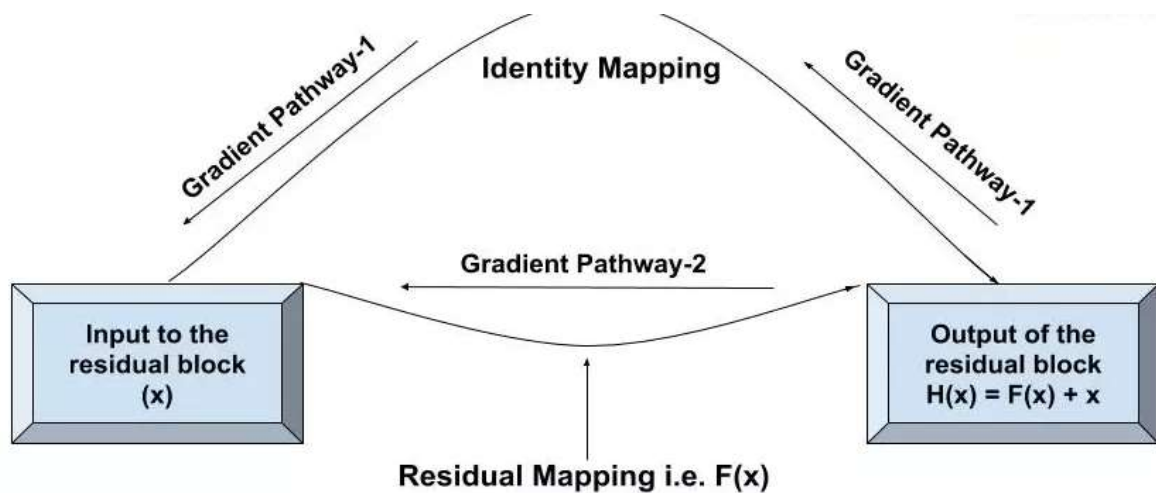 Gradient Pathway-1
Identity Mapping
Gradient Pathway-1
Gradient Pathway-2
Input to the
residual block
(x)
Output of the
residual block
H(x) = F(x) + x
Residual Mapping i.e. F(x)